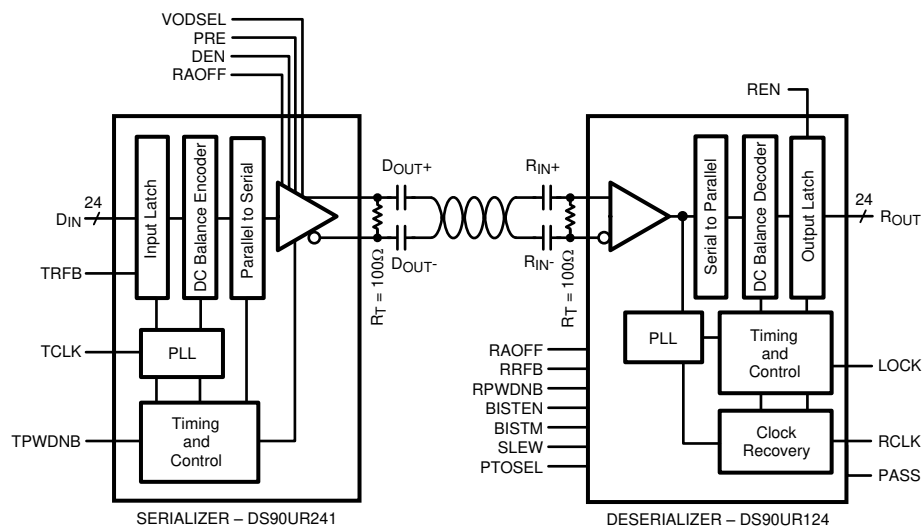 VODSEL
PRE
DEN
RAOFF
REN
Input Latch
DC Balance Encoder
Parallel to Serial
DOUT+
RIN+
Serial to Parallel
DC Balance Decoder
Output Latch
24
DIN
24
ROUT
TRFB
DOUT-
RIN-
RT = 100Ω
RT = 100Ω
TCLK
PLL
PLL
Timing
and
Control
RAOFF
RRFB
RPWDNB
BISTEN
BISTM
SLEW
PTOSEL
LOCK
TPWDNB
Timing
and
Control
Clock
Recovery
RCLK
PASS
SERIALIZER – DS90UR241
DESERIALIZER – DS90UR124